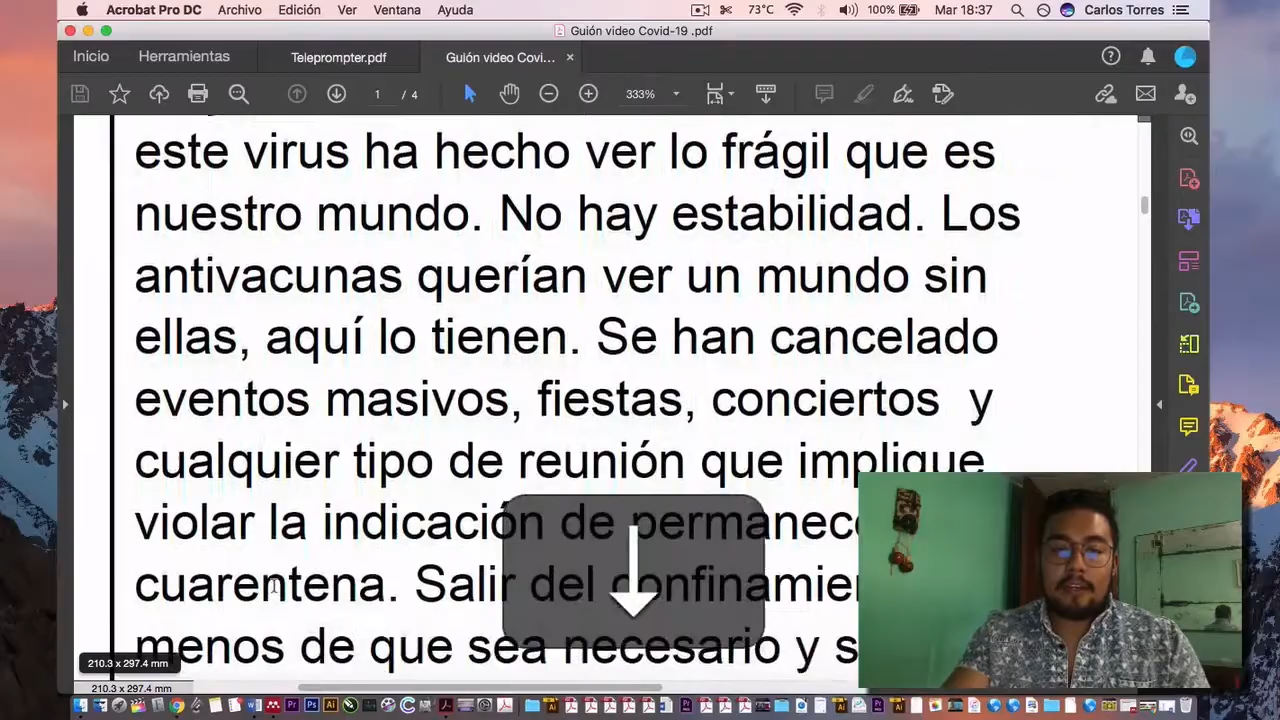 Acrobat Pro DC Archivo Edición Ver Ventana Ayuda 73°C 100% Mar 18:37 Carlos Torres
Guión video Covid-19 .pdf
Inicio Herramientas Teleprompter.pdf Guión video Covi... ×
1 / 4 333%
este virus ha hecho ver lo frágil que es
nuestro mundo. No hay estabilidad. Los
antivacunas querían ver un mundo sin
ellas, aquí lo tienen. Se han cancelado
eventos masivos, fiestas, conciertos y
cualquier tipo de reunión que implique
violar la indicación de permanec
cuarentena. Salir del confinamie
menos de que sea necesario y s
210.3 x 297.4 mm
210.3 x 297.4 mm